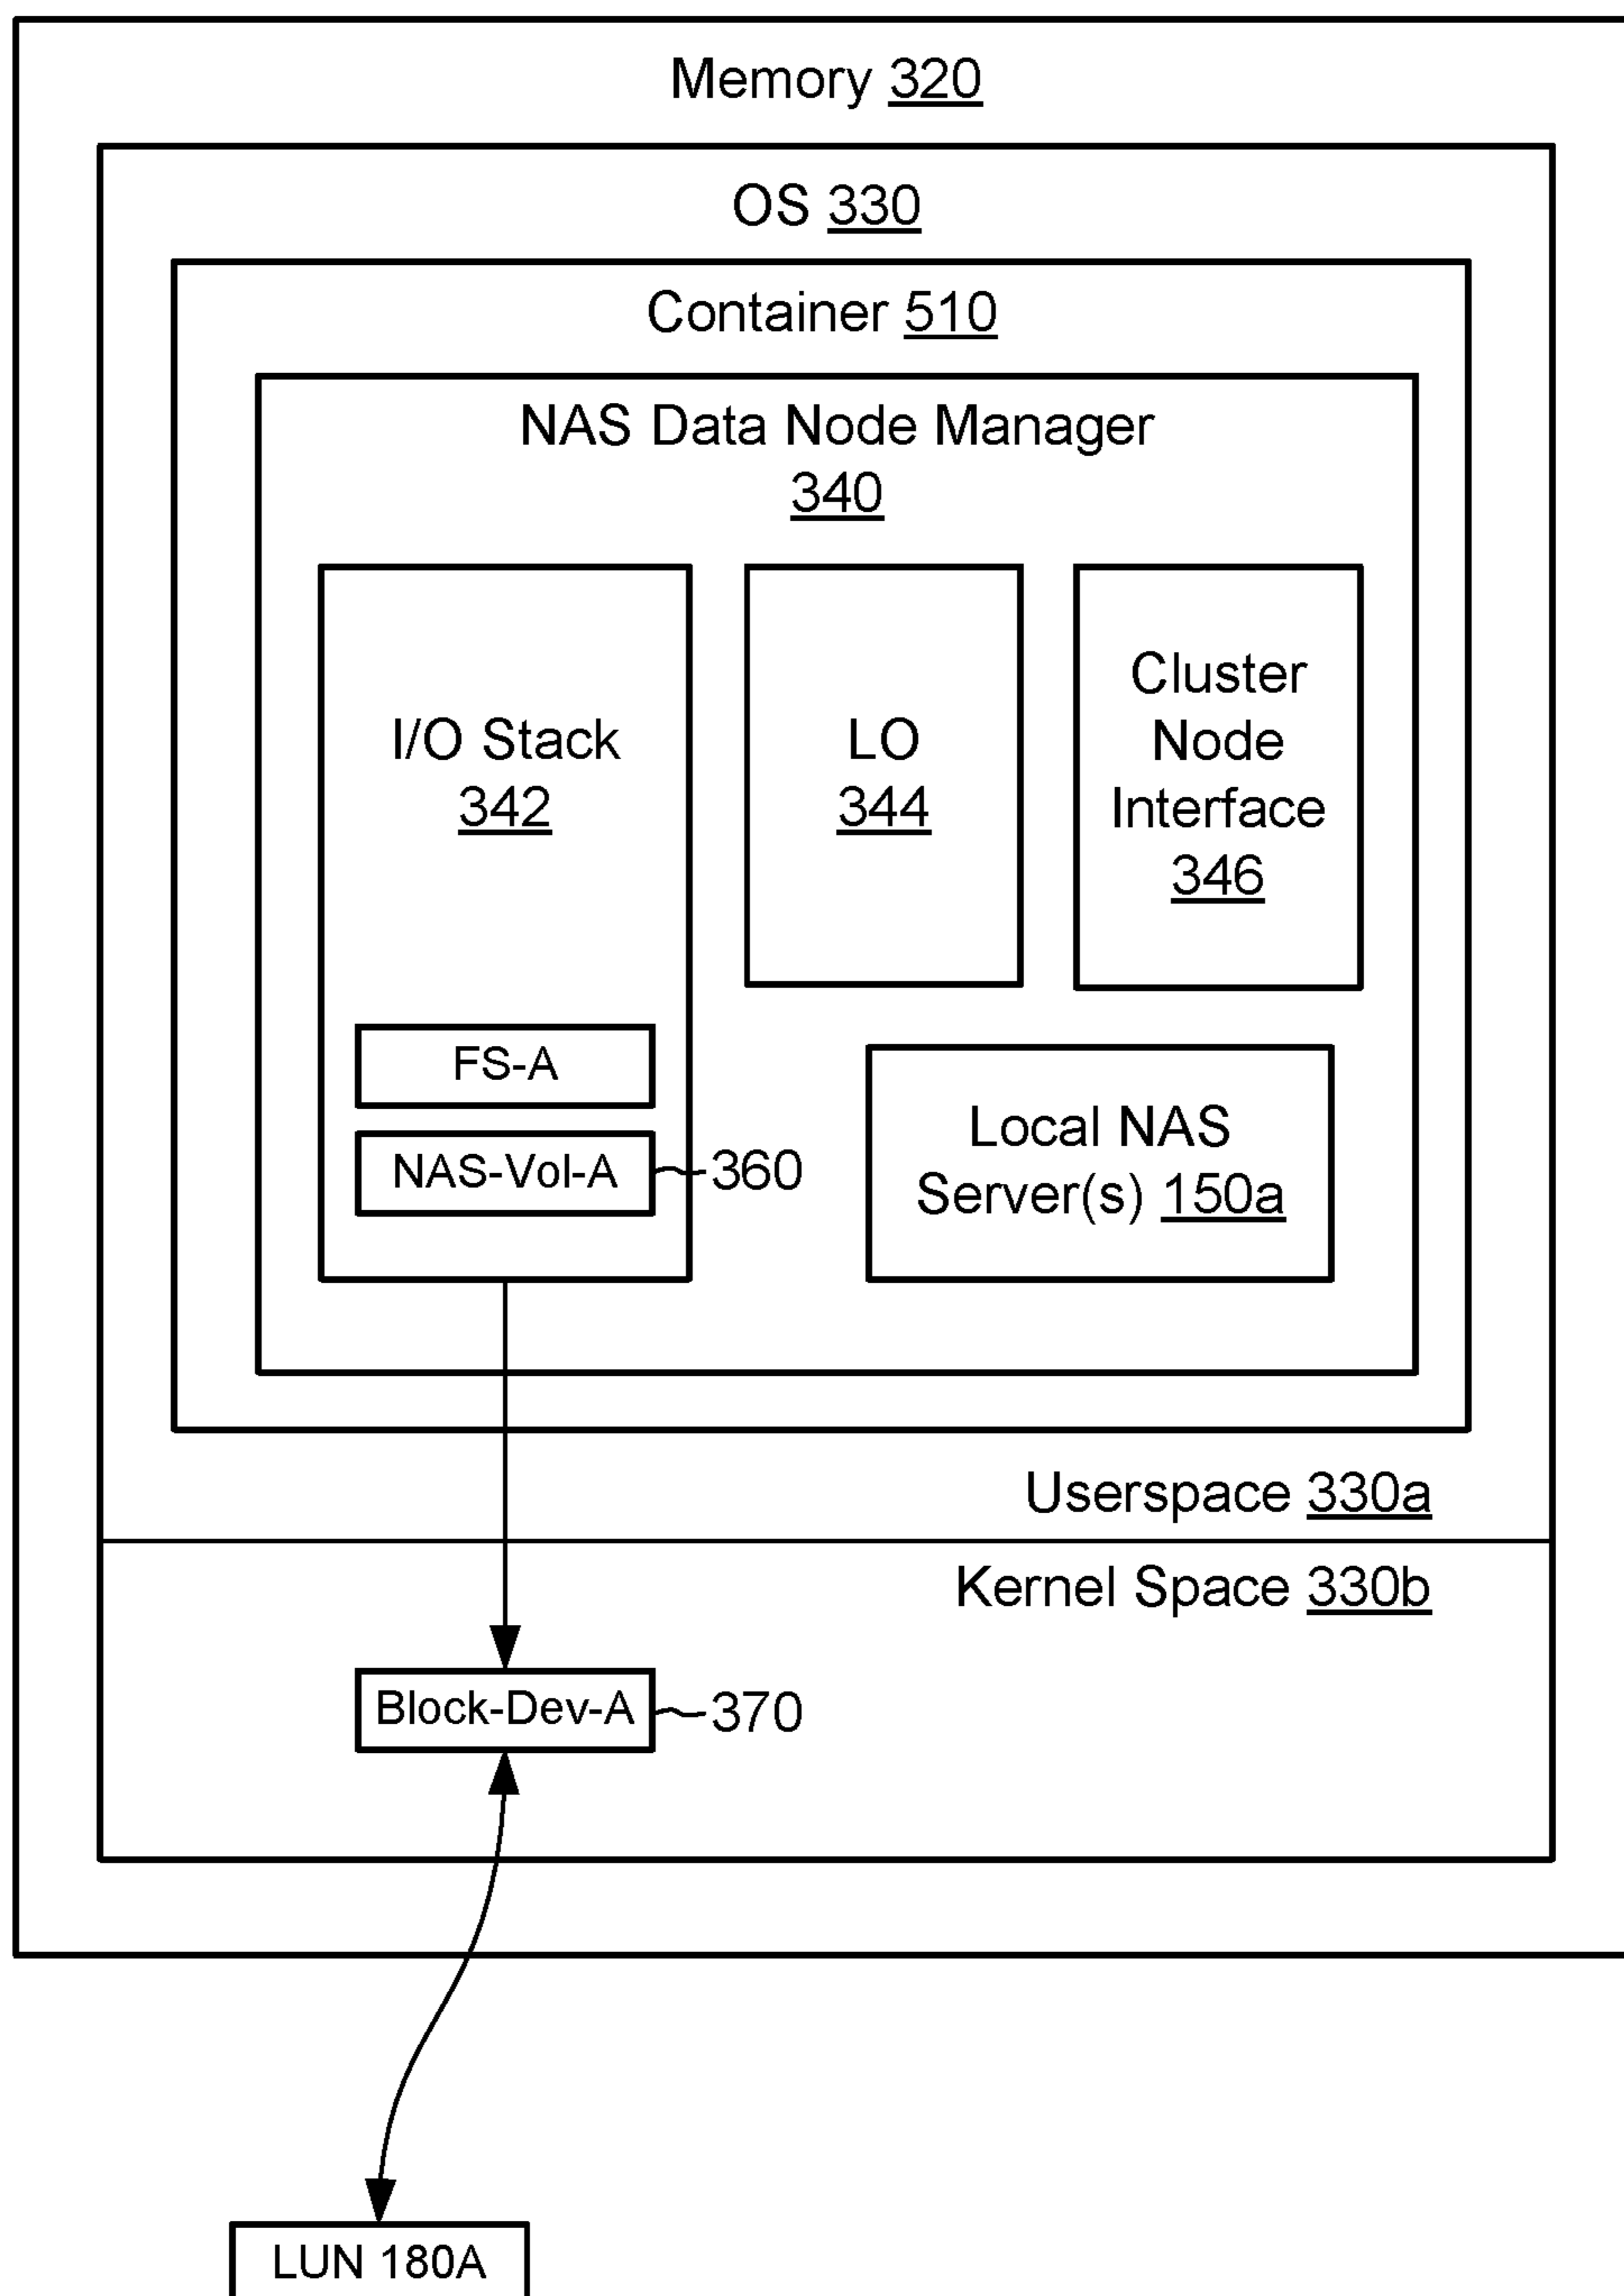 Memory 320
OS 330
Container 510
NAS Data Node Manager
340
I/O Stack
342
LO
344
Cluster
Node
Interface
346
FS-A
NAS-Vol-A
360
Local NAS
Server(s) 150a
Userspace 330a
Kernel Space 330b
Block-Dev-A
370
LUN 180A